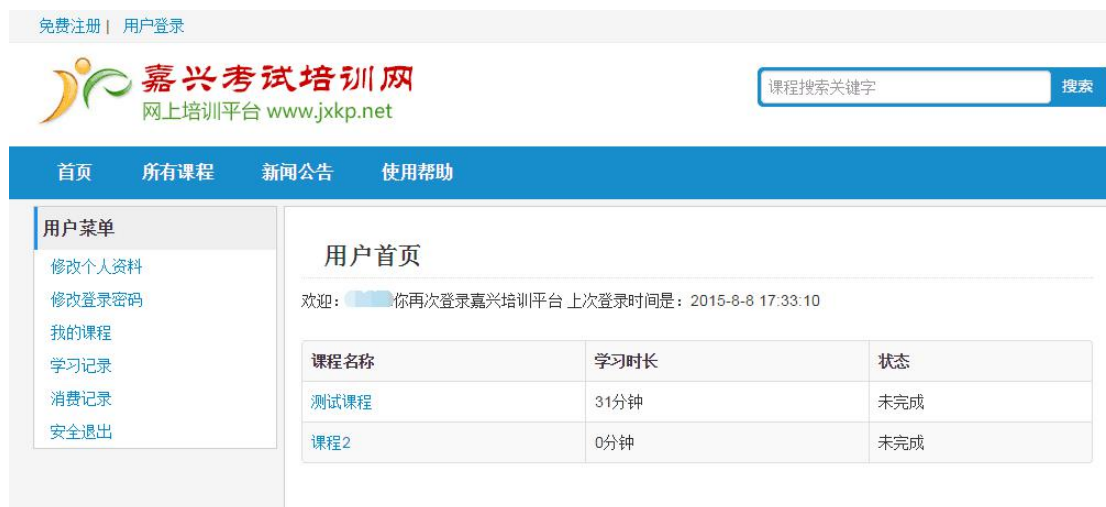 免费注册 | 用户登录
嘉兴考试培训网
网上培训平台 www.jxkp.net
课程搜索关键字 搜索
首页 所有课程 新闻公告 使用帮助
用户菜单
修改个人资料
修改登录密码
我的课程
学习记录
消费记录
安全退出
用户首页
欢迎： 你再次登录嘉兴培训平台 上次登录时间是：2015-8-8 17:33:10
课程名称 学习时长 状态
测试课程 31分钟 未完成
课程2 0分钟 未完成